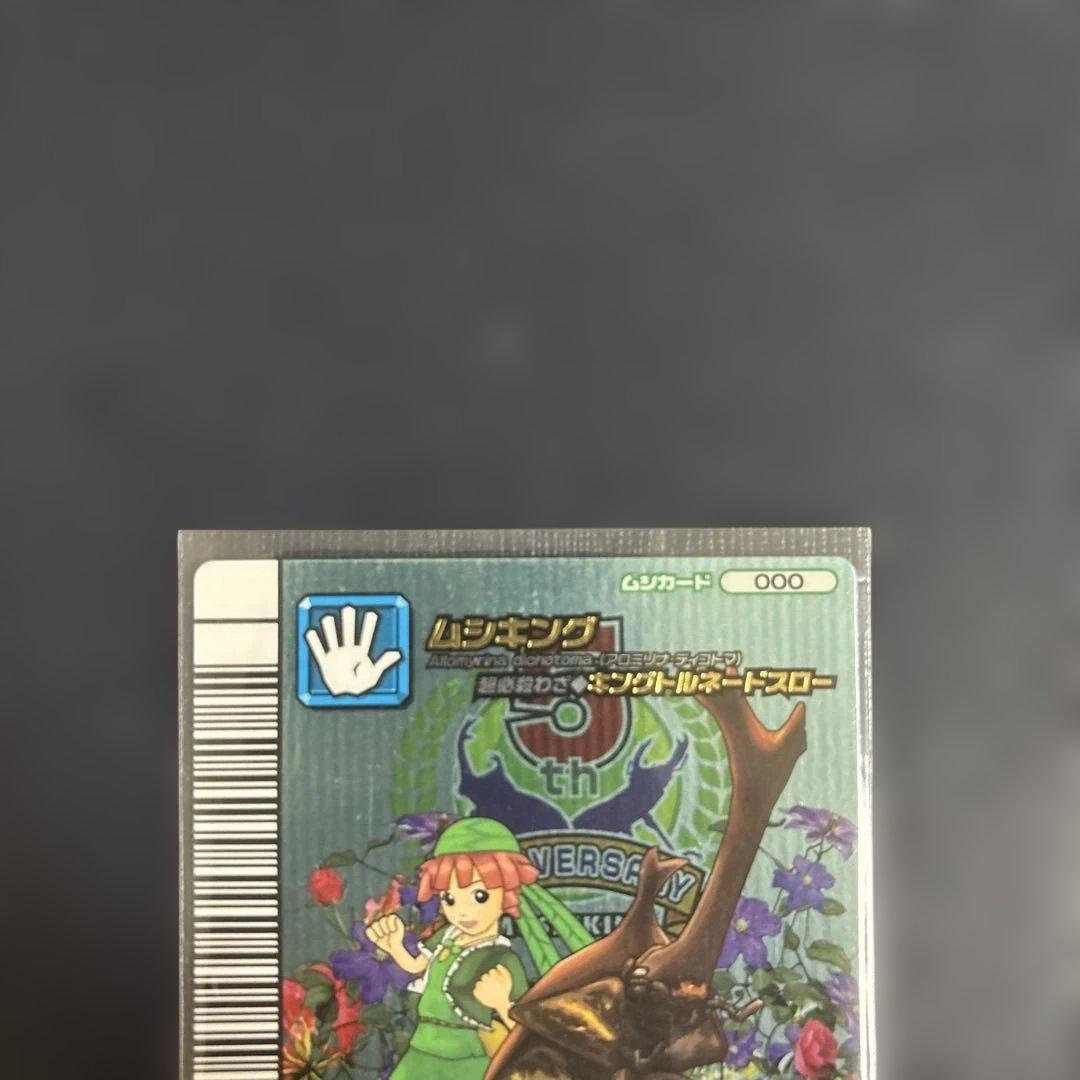 ムシカード 000
ムシキング
Allomyrina dichotoma (アロミリナ・ディコトマ)
超必殺わざ◆キングトルネードスロー
5
th